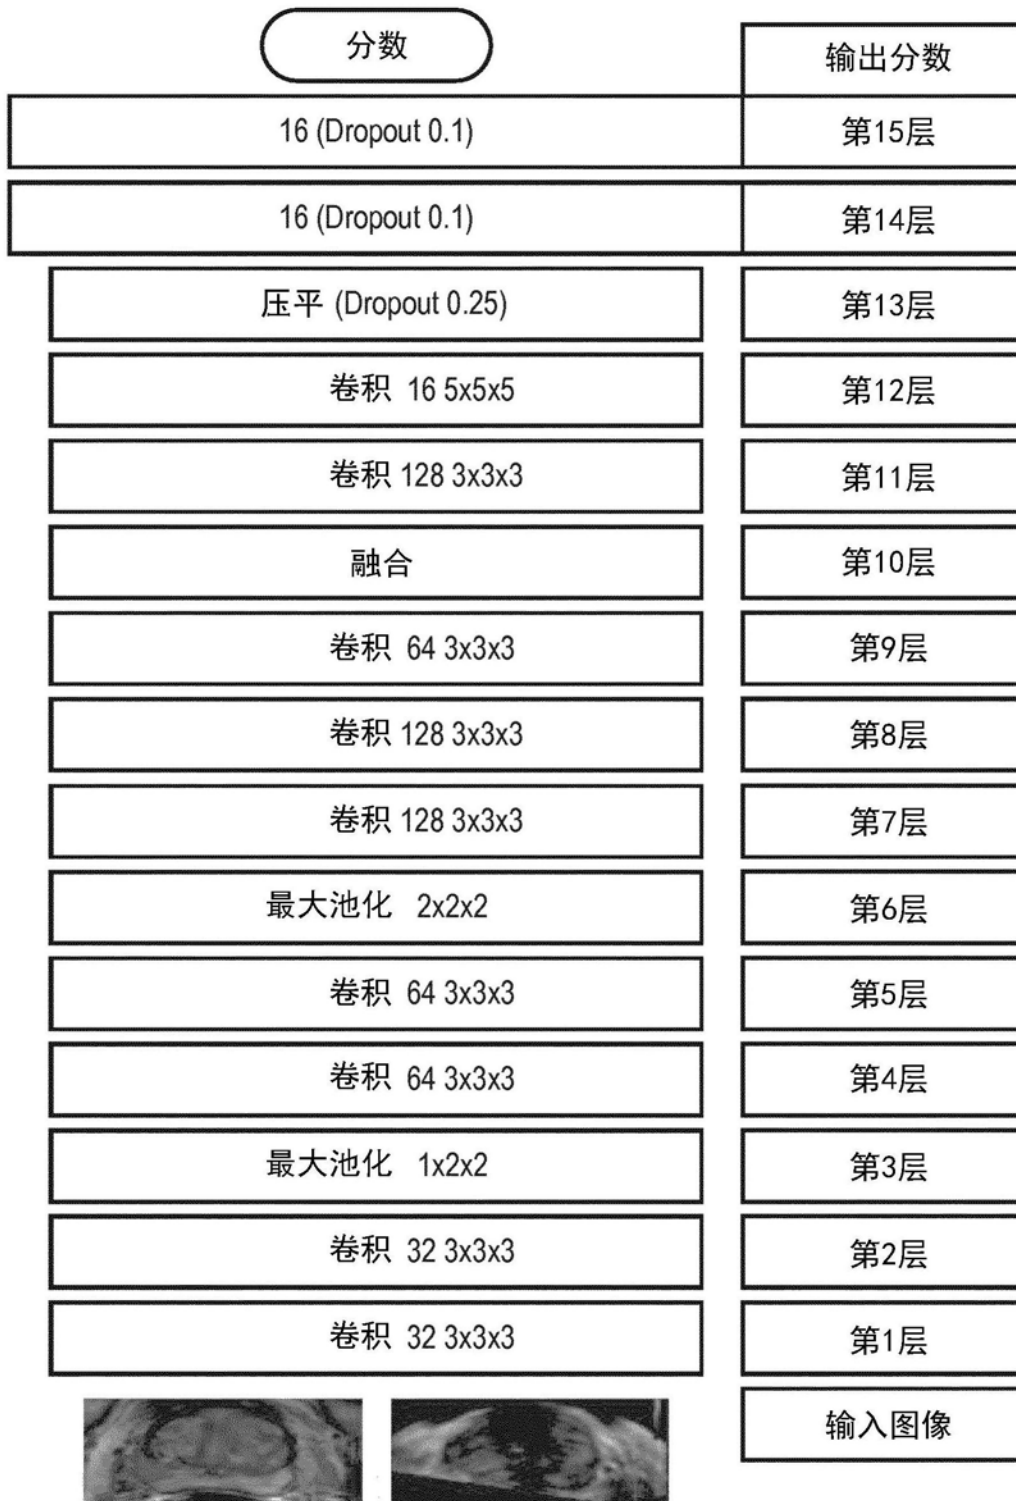 分数
输出分数
16 (Dropout 0.1)
第15层
16 (Dropout 0.1)
第14层
压平 (Dropout 0.25)
第13层
卷积 16 5x5x5
第12层
卷积 128 3x3x3
第11层
融合
第10层
卷积 64 3x3x3
第9层
卷积 128 3x3x3
第8层
卷积 128 3x3x3
第7层
最大池化 2x2x2
第6层
卷积 64 3x3x3
第5层
卷积 64 3x3x3
第4层
最大池化 1x2x2
第3层
卷积 32 3x3x3
第2层
卷积 32 3x3x3
第1层
输入图像